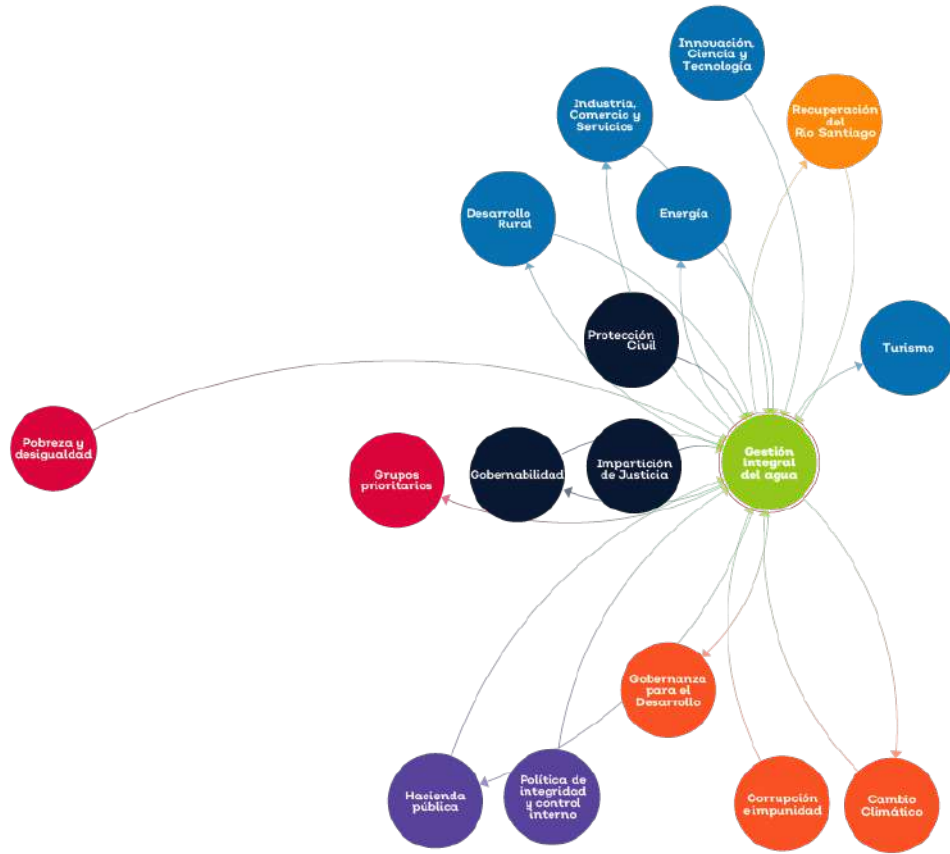 Innovación,
Ciencia y
Tecnología
Industria,
Comercio y
Servicios
Recuperación
del
Río Santiago
Desarrollo
Rural
Energía
Protección
Civil
Turismo
Pobreza y
desigualdad
Grupos
prioritarios
Gobernabilidad
Impartición
de Justicia
Gestión
integral
del agua
Gobernanza
para el
Desarrollo
Hacienda
pública
Política de
integridad
y control
interno
Corrupción
e impunidad
Cambio
Climático